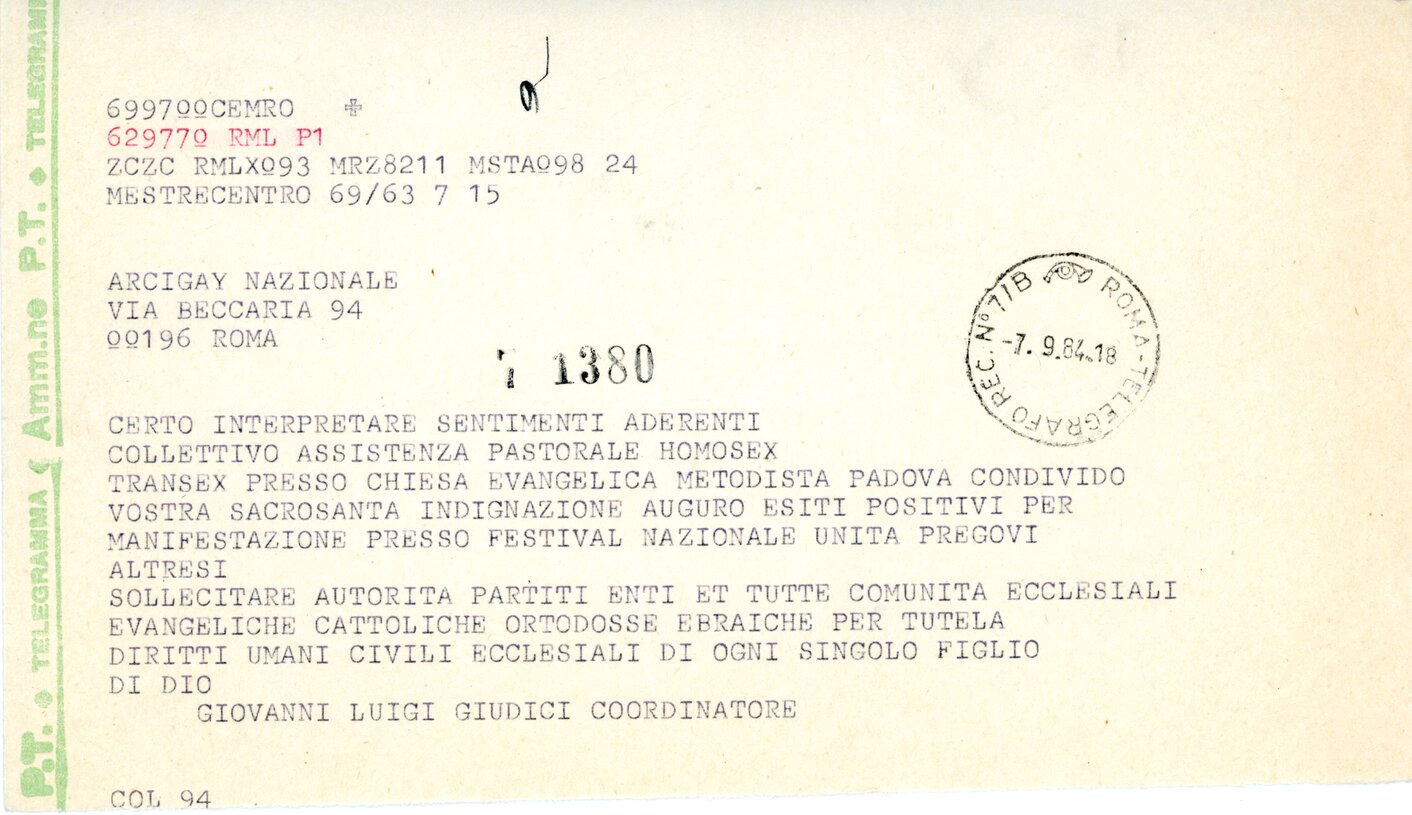 699700CEMRO +
629770 RML P1
ZCZC RMLX093 MRZ8211 MSTA098 24
MESTRECENTRO 69/63 7 15
ARCIGAY NAZIONALE
VIA BECCARIA 94
00196 ROMA
7 1380
ROMA-TELEGRAFO REC. N° 7/B
-7. 9.84.18
CERTO INTERPRETARE SENTIMENTI ADERENTI
COLLETTIVO ASSISTENZA PASTORALE HOMOSEX
TRANSEX PRESSO CHIESA EVANGELICA METODISTA PADOVA CONDIVIDO
VOSTRA SACROSANTA INDIGNAZIONE AUGURO ESITI POSITIVI PER
MANIFESTAZIONE PRESSO FESTIVAL NAZIONALE UNITA PREGOVI
ALTRESI
SOLLECITARE AUTORITA PARTITI ENTI ET TUTTE COMUNITA ECCLESIALI
EVANGELICHE CATTOLICHE ORTODOSSE EBRAICHE PER TUTELA
DIRITTI UMANI CIVILI ECCLESIALI DI OGNI SINGOLO FIGLIO
DI DIO
GIOVANNI LUIGI GIUDICI COORDINATORE
COL 94
P.T. TELEGRAMMA Amm.ne P.T. TELEGRAM